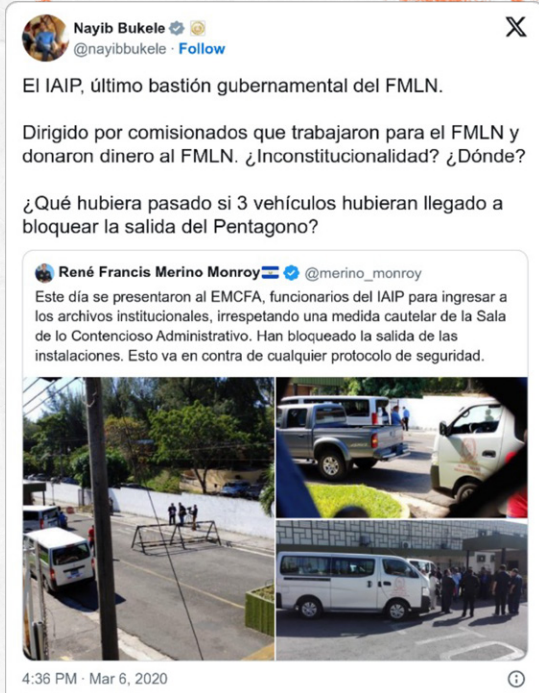 Nayib Bukele
@nayibbukele · Follow
El IAIP, último bastión gubernamental del FMLN.
Dirigido por comisionados que trabajaron para el FMLN y
donaron dinero al FMLN. ¿Inconstitucionalidad? ¿Dónde?
¿Qué hubiera pasado si 3 vehículos hubieran llegado a
bloquear la salida del Pentagono?
René Francis Merino Monroy🇸🇻 @merino_monroy
Este día se presentaron al EMCFA, funcionarios del IAIP para ingresar a
los archivos institucionales, irrespetando una medida cautelar de la Sala
de lo Contencioso Administrativo. Han bloqueado la salida de las
instalaciones. Esto va en contra de cualquier protocolo de seguridad.
4:36 PM · Mar 6, 2020